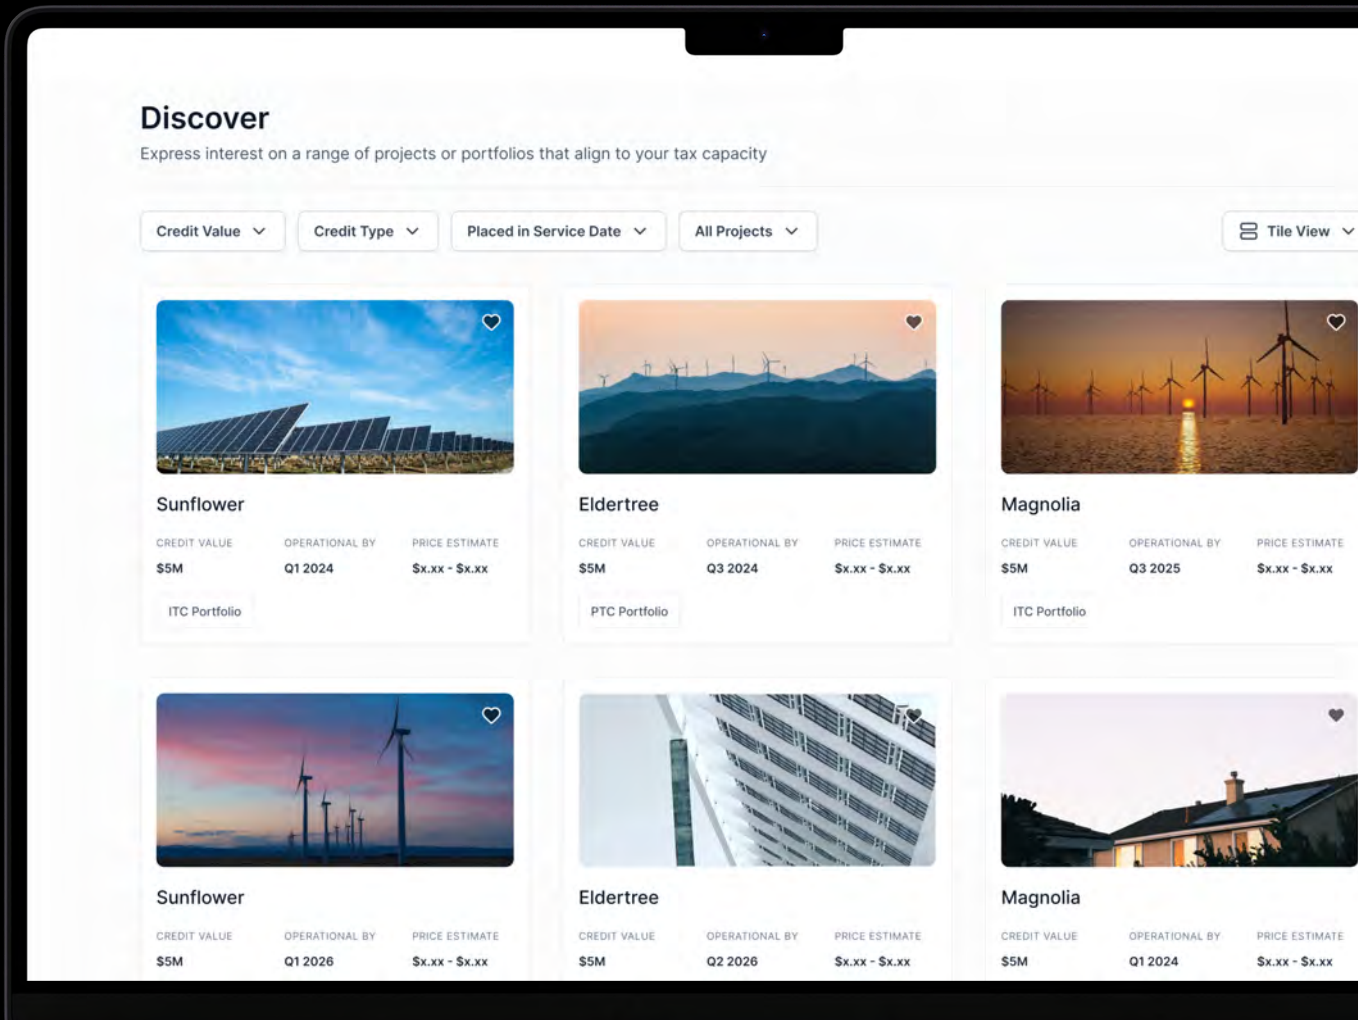 Discover
Express interest on a range of projects or portfolios that align to your tax capacity
Credit Value
Credit Type
Placed in Service Date
All Projects
Tile View
Sunflower
CREDIT VALUE OPERATIONAL BY PRICE ESTIMATE
$5M Q1 2024 $x.xx - $x.xx
ITC Portfolio
Eldertree
CREDIT VALUE OPERATIONAL BY PRICE ESTIMATE
$5M Q3 2024 $x.xx - $x.xx
PTC Portfolio
Magnolia
CREDIT VALUE OPERATIONAL BY PRICE ESTIMATE
$5M Q3 2025 $x.xx - $x.xx
ITC Portfolio
Sunflower
CREDIT VALUE OPERATIONAL BY PRICE ESTIMATE
$5M Q1 2026 $x.xx - $x.xx
Eldertree
CREDIT VALUE OPERATIONAL BY PRICE ESTIMATE
$5M Q2 2026 $x.xx - $x.xx
Magnolia
CREDIT VALUE OPERATIONAL BY PRICE ESTIMATE
$5M Q1 2024 $x.xx - $x.xx